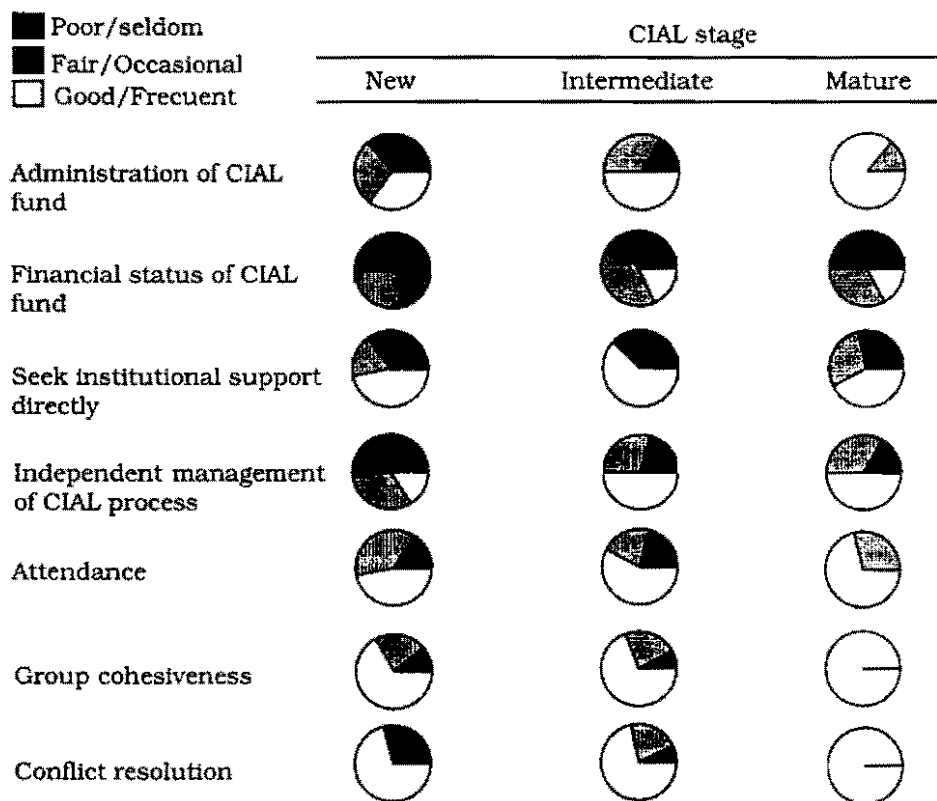 Poor/seldom
Fair/Occasional
Good/Frecuent
CIAL stage
New Intermediate Mature
Administration of CIAL
fund
Financial status of CIAL
fund
Seek institutional support
directly
Independent management
of CIAL process
Attendance
Group cohesiveness
Conflict resolution